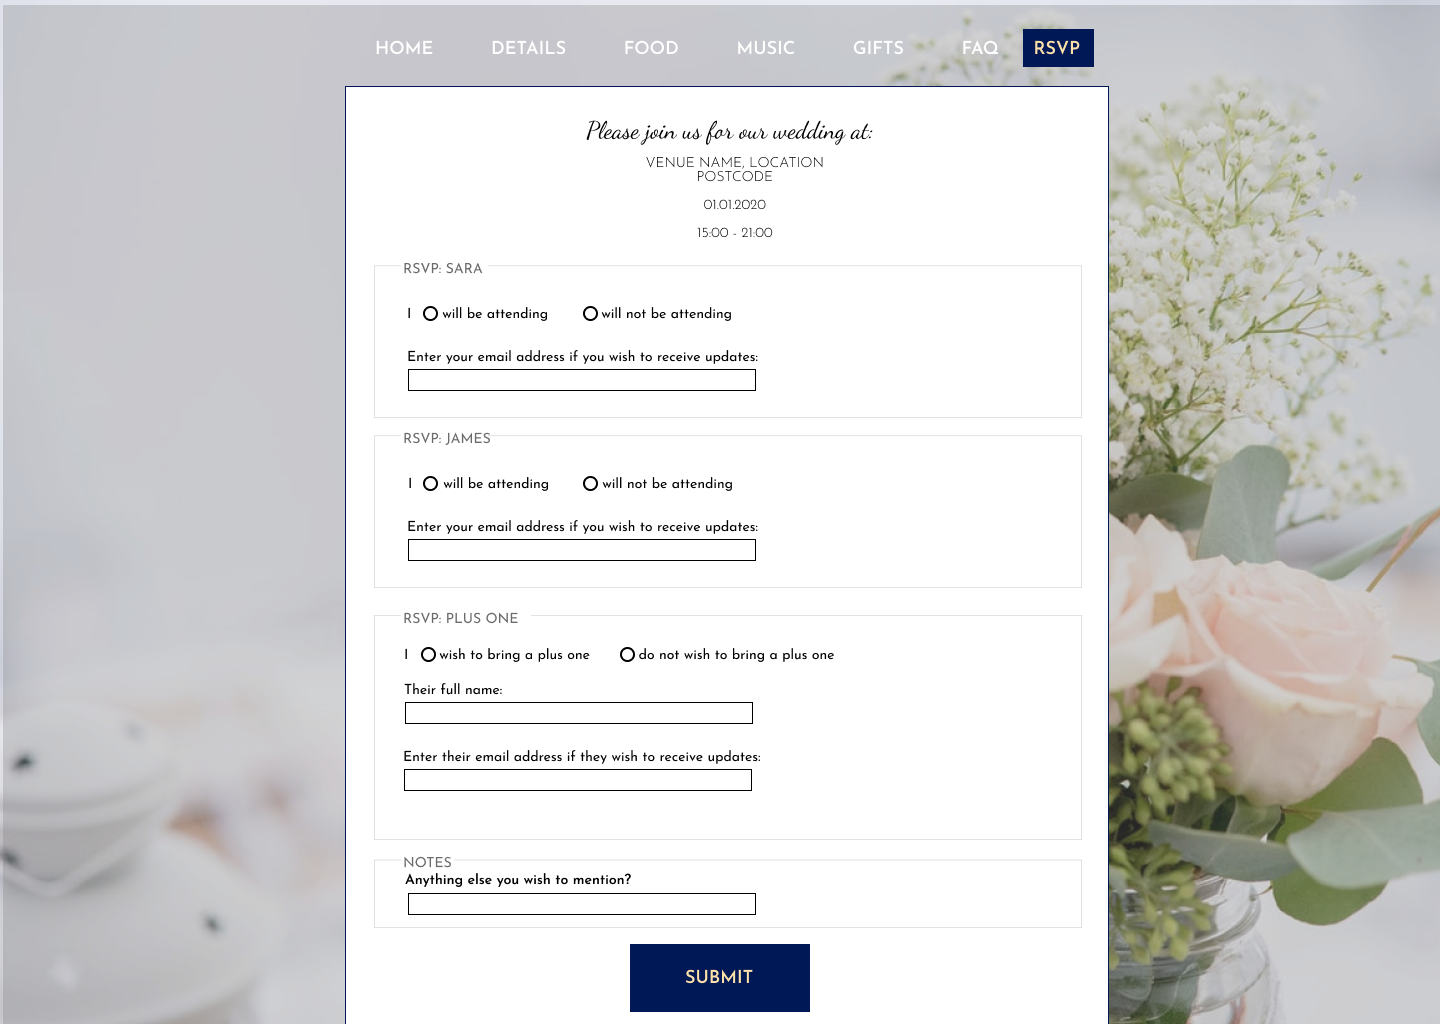 HOME DETAILS FOOD MUSIC GIFTS FAQ RSVP
Please join us for our wedding at:
VENUE NAME, LOCATION
POSTCODE
01.01.2020
15:00 - 21:00
RSVP: SARA
I will be attending will not be attending
Enter your email address if you wish to receive updates:
RSVP: JAMES
I will be attending will not be attending
Enter your email address if you wish to receive updates:
RSVP: PLUS ONE
I wish to bring a plus one do not wish to bring a plus one
Their full name:
Enter their email address if they wish to receive updates:
NOTES
Anything else you wish to mention?
SUBMIT